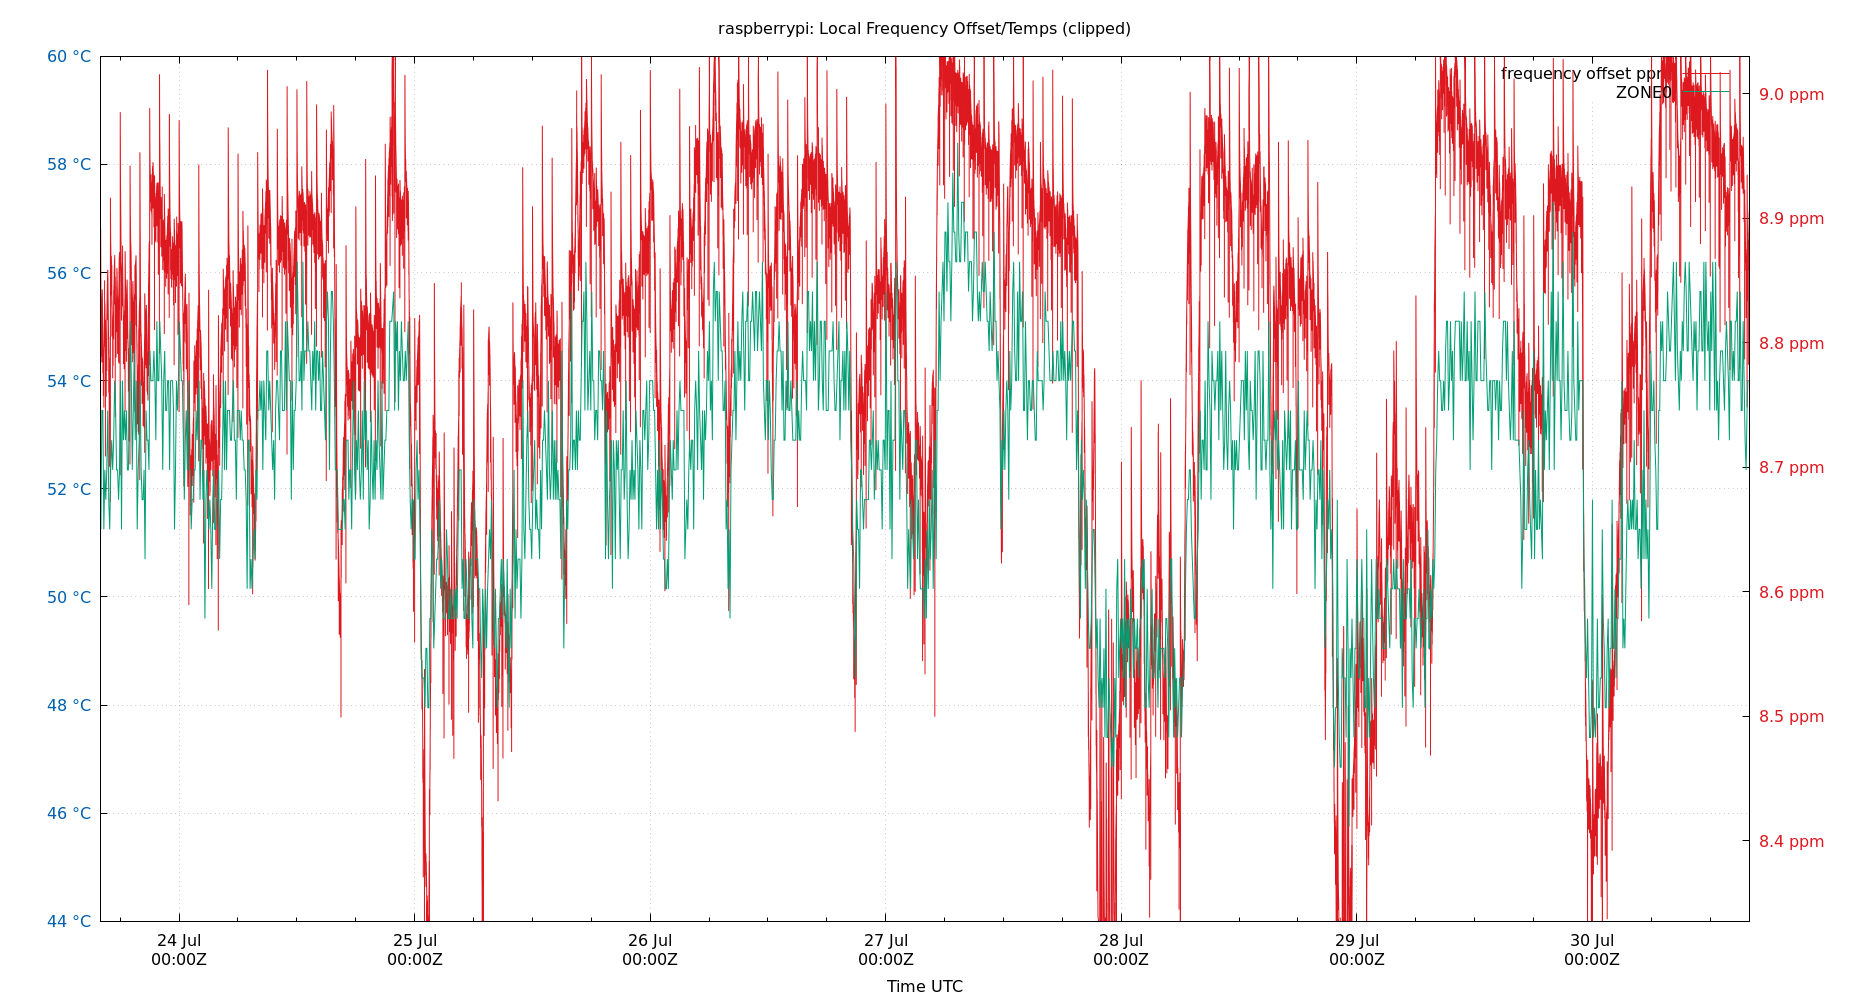 raspberrypi: Local Frequency Offset/Temps (clipped)
60 °C
58 °C
56 °C
54 °C
52 °C
50 °C
48 °C
46 °C
44 °C
frequency offset ppm
ZONE0
9.0 ppm
8.9 ppm
8.8 ppm
8.7 ppm
8.6 ppm
8.5 ppm
8.4 ppm
24 Jul
00:00Z
25 Jul
00:00Z
26 Jul
00:00Z
27 Jul
00:00Z
28 Jul
00:00Z
29 Jul
00:00Z
30 Jul
00:00Z
Time UTC